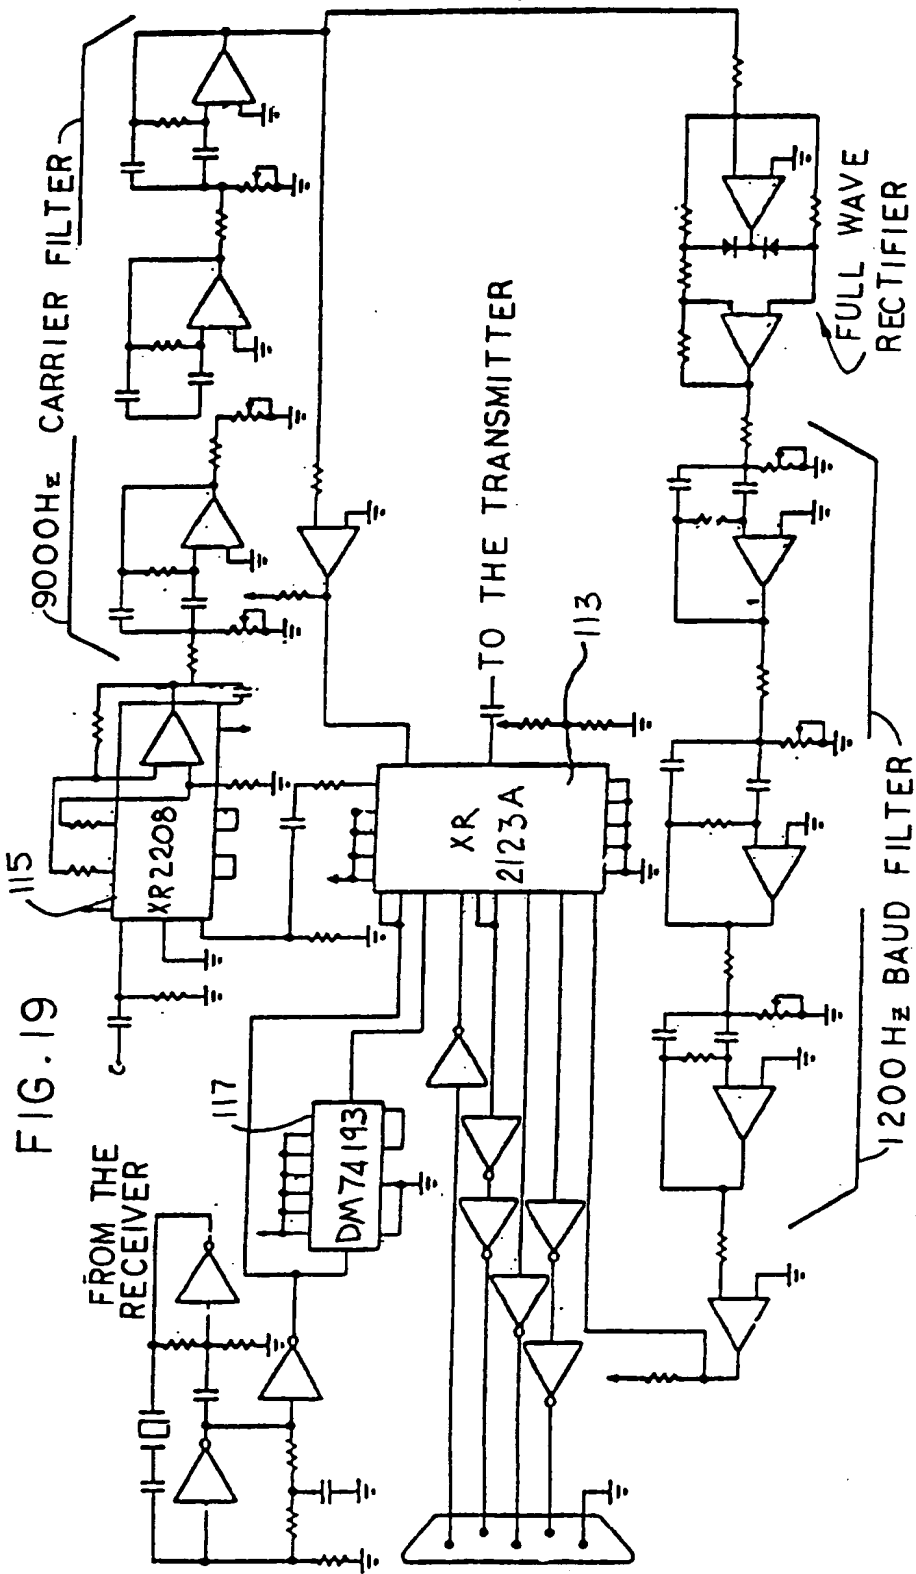 FIG. 19
FROM THE
RECEIVER
115
XR2208
9000Hz CARRIER FILTER
117
DM74193
XR
2123A
TO THE TRANSMITTER
113
FULL WAVE
RECTIFIER
1200Hz BAUD FILTER